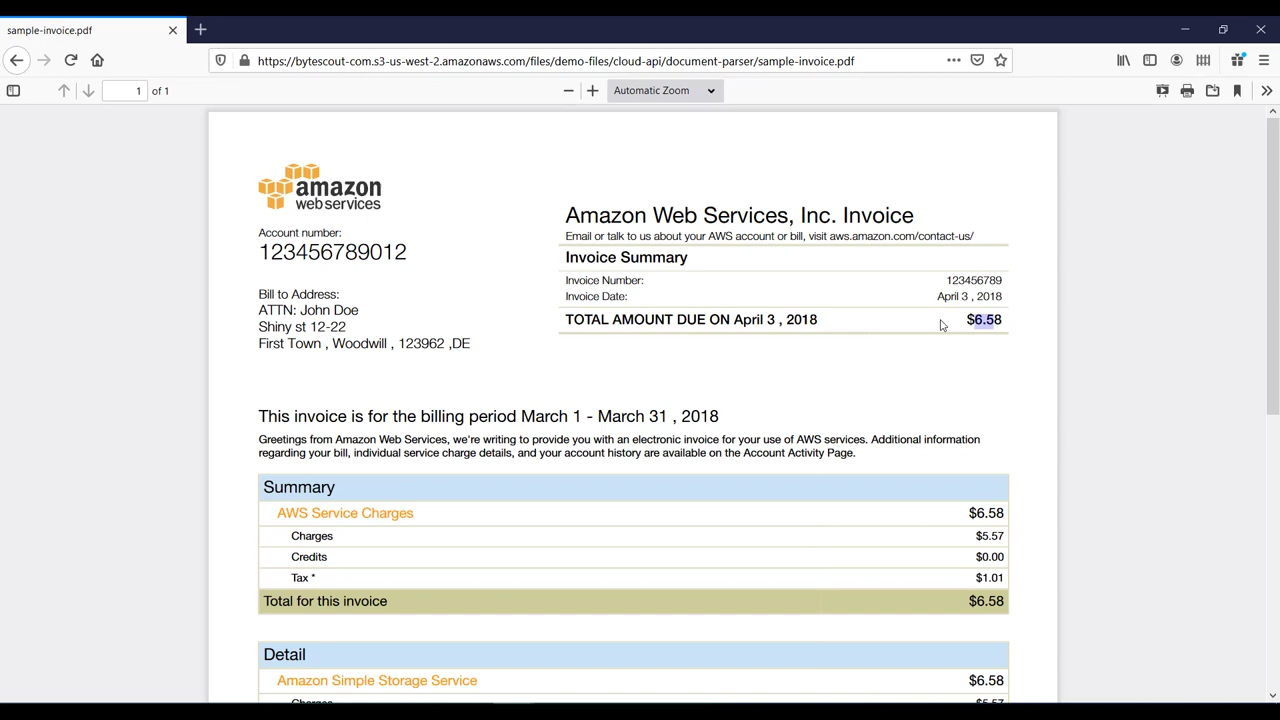 sample-invoice.pdf
https://bytescout-com.s3-us-west-2.amazonaws.com/files/demo-files/cloud-api/document-parser/sample-invoice.pdf
1 of 1
Automatic Zoom
amazon
web services
Account number:
123456789012
Bill to Address:
ATTN: John Doe
Shiny st 12-22
First Town , Woodwill , 123962 ,DE
Amazon Web Services, Inc. Invoice
Email or talk to us about your AWS account or bill, visit aws.amazon.com/contact-us/
Invoice Summary
Invoice Number: 123456789
Invoice Date: April 3 , 2018
TOTAL AMOUNT DUE ON April 3 , 2018 $6.58
This invoice is for the billing period March 1 - March 31 , 2018
Greetings from Amazon Web Services, we're writing to provide you with an electronic invoice for your use of AWS services. Additional information
regarding your bill, individual service charge details, and your account history are available on the Account Activity Page.
Summary
AWS Service Charges $6.58
Charges $5.57
Credits $0.00
Tax * $1.01
Total for this invoice $6.58
Detail
Amazon Simple Storage Service $6.58
Charges $5.57